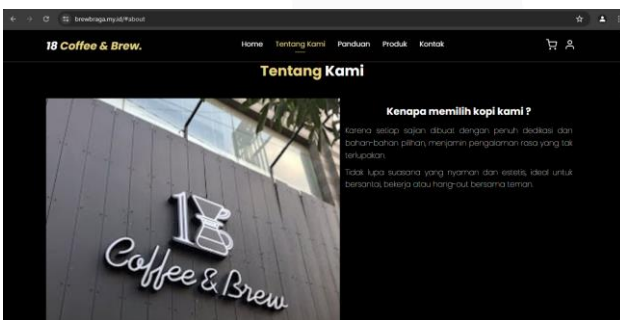 brewbraga.my.id/#about
18 Coffee & Brew.
Home Tentang Kami Panduan Produk Kontak
Tentang Kami
Kenapa memilih kopi kami ?
Karena setiap sajian dibuat dengan penuh dedikasi dan
bahan-bahan pilihan, menjamin pengalaman rasa yang tak
terlupakan.
Tidak lupa suasana yang nyaman dan estetis, ideal untuk
bersantai, bekerja atau hang-out bersama teman.
18
Coffee & Brew